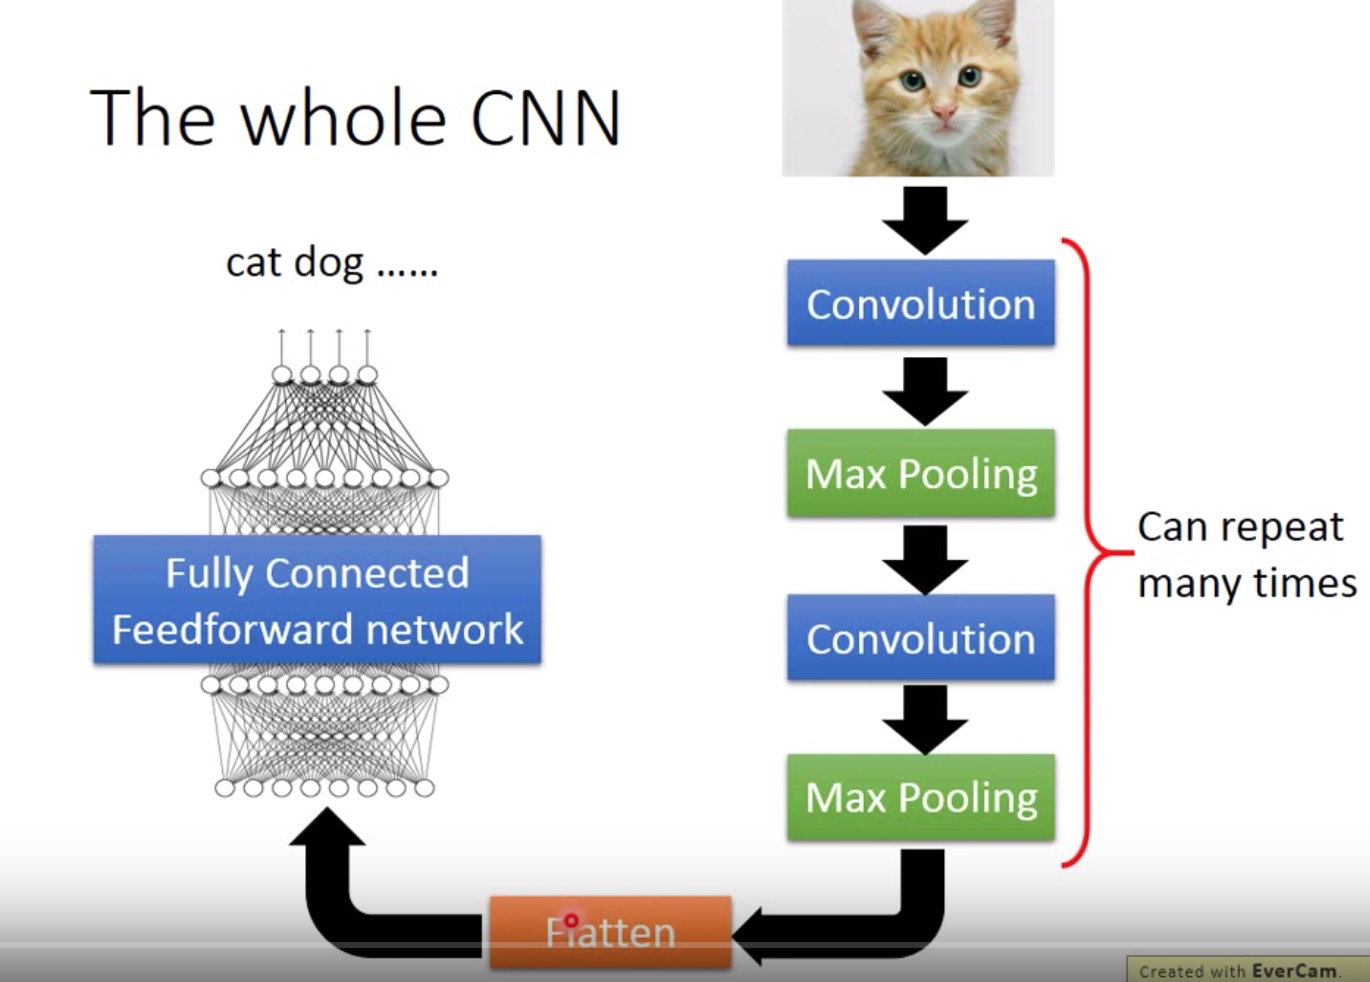 The whole CNN
cat dog ......
Convolution
Max Pooling
Convolution
Max Pooling
Can repeat
many times
Flatten
Fully Connected
Feedforward network
Created with EverCam.